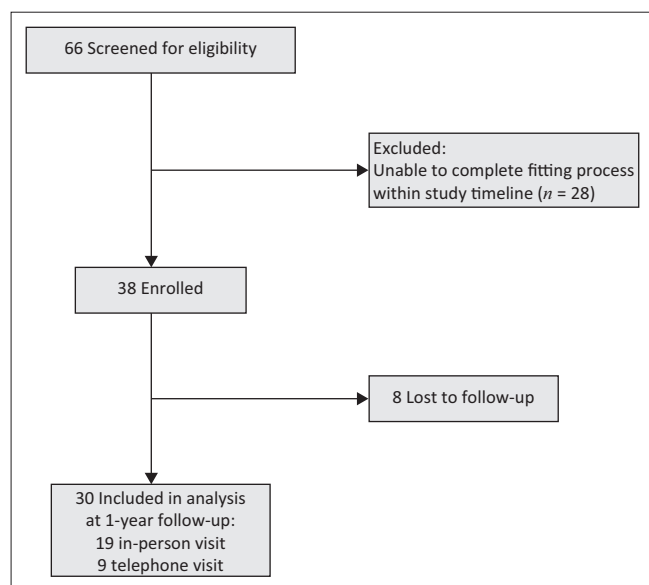 66 Screened for eligibility
Excluded:
Unable to complete fitting process
within study timeline (n = 28)
38 Enrolled
8 Lost to follow-up
30 Included in analysis
at 1-year follow-up:
19 in-person visit
9 telephone visit